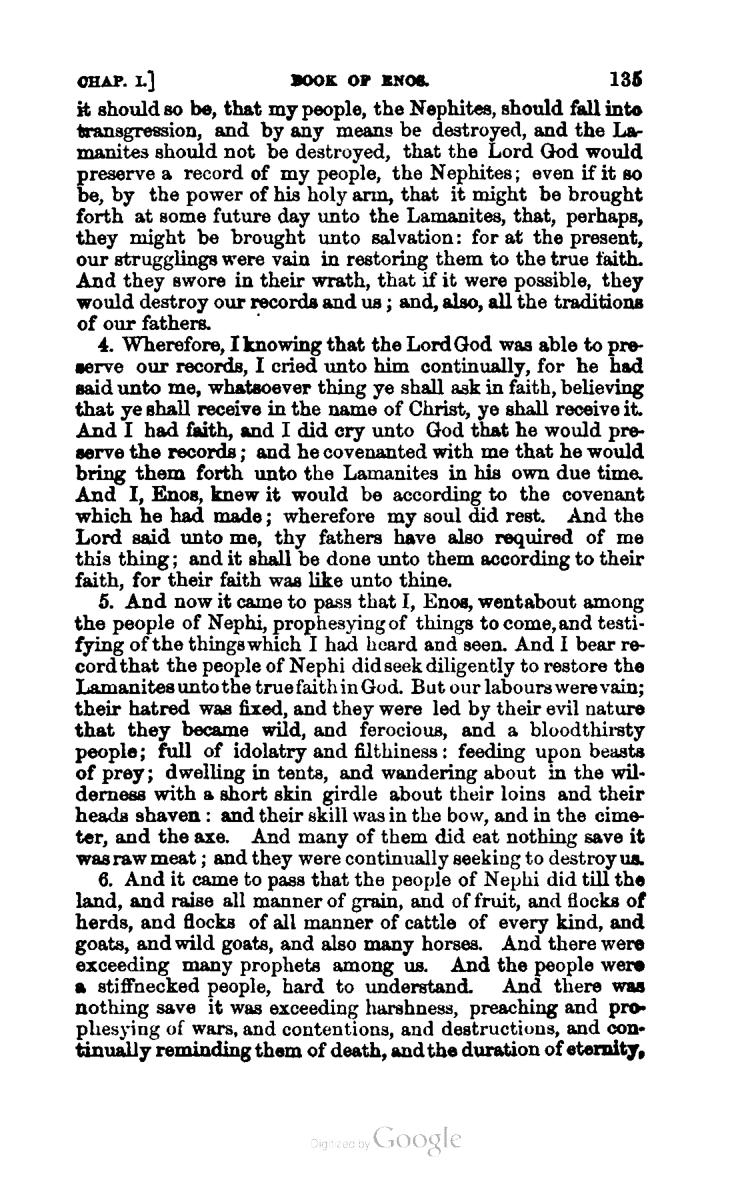 CHAP. I.] BOOK OF ENOS. 135
it should so be, that my people, the Nephites, should fall into
transgression, and by any means be destroyed, and the La-
manites should not be destroyed, that the Lord God would
preserve a record of my people, the Nephites; even if it so
be, by the power of his holy arm, that it might be brought
forth at some future day unto the Lamanites, that, perhaps,
they might be brought unto salvation: for at the present,
our strugglings were vain in restoring them to the true faith.
And they swore in their wrath, that if it were possible, they
would destroy our records and us; and, also, all the traditions
of our fathers.
4. Wherefore, I knowing that the Lord God was able to pre-
serve our records, I cried unto him continually, for he had
said unto me, whatsoever thing ye shall ask in faith, believing
that ye shall receive in the name of Christ, ye shall receive it.
And I had faith, and I did cry unto God that he would pre-
serve the records; and he covenanted with me that he would
bring them forth unto the Lamanites in his own due time.
And I, Enos, knew it would be according to the covenant
which he had made; wherefore my soul did rest. And the
Lord said unto me, thy fathers have also required of me
this thing; and it shall be done unto them according to their
faith, for their faith was like unto thine.
5. And now it came to pass that I, Enos, went about among
the people of Nephi, prophesying of things to come, and testi-
fying of the things which I had heard and seen. And I bear re-
cord that the people of Nephi did seek diligently to restore the
Lamanites unto the true faith in God. But our labours were vain;
their hatred was fixed, and they were led by their evil nature
that they became wild, and ferocious, and a bloodthirsty
people; full of idolatry and filthiness: feeding upon beasts
of prey; dwelling in tents, and wandering about in the wil-
derness with a short skin girdle about their loins and their
heads shaven: and their skill was in the bow, and in the cime-
ter, and the axe. And many of them did eat nothing save it
was raw meat; and they were continually seeking to destroy us.
6. And it came to pass that the people of Nephi did till the
land, and raise all manner of grain, and of fruit, and flocks of
herds, and flocks of all manner of cattle of every kind, and
goats, and wild goats, and also many horses. And there were
exceeding many prophets among us. And the people were
a stiffnecked people, hard to understand. And there was
nothing save it was exceeding harshness, preaching and pro-
phesying of wars, and contentions, and destructions, and con-
tinually reminding them of death, and the duration of eternity,
Digitized by Google